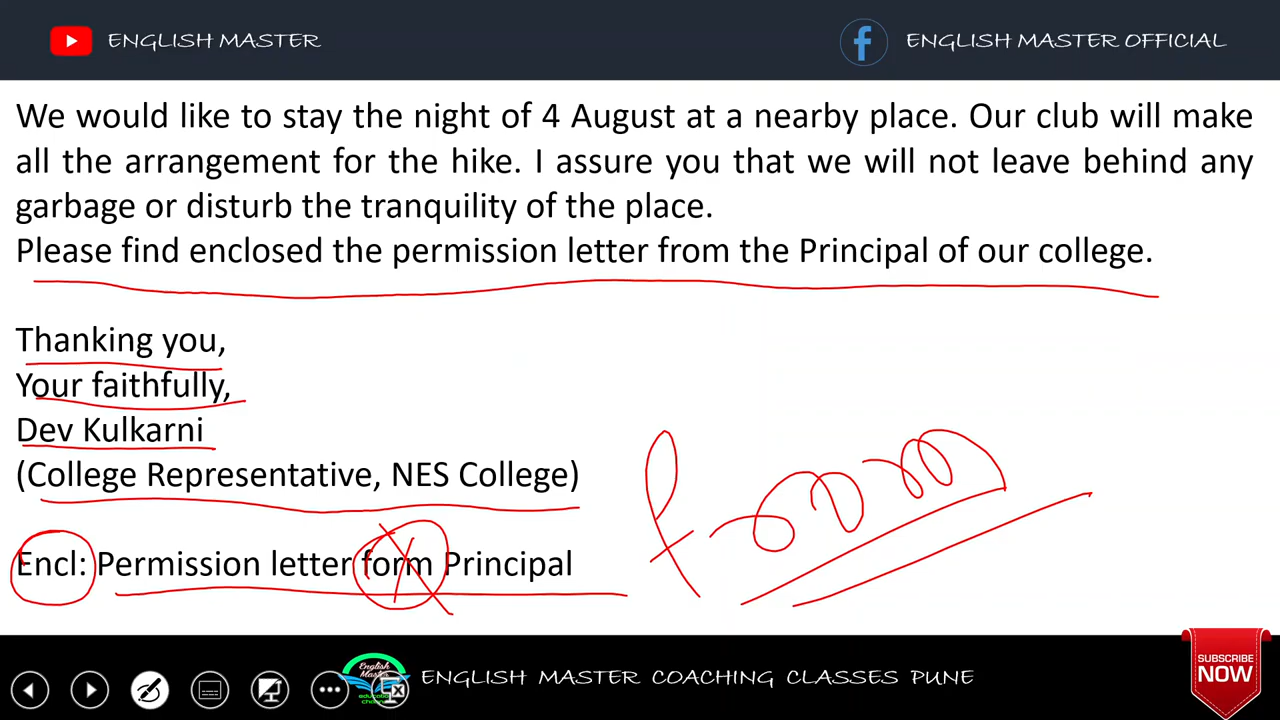 ENGLISH MASTER
f ENGLISH MASTER OFFICIAL
We would like to stay the night of 4 August at a nearby place. Our club will make
all the arrangement for the hike. I assure you that we will not leave behind any
garbage or disturb the tranquility of the place.
Please find enclosed the permission letter from the Principal of our college.
Thanking you,
Your faithfully,
Dev Kulkarni
(College Representative, NES College)
from
Encl: Permission letter form Principal
English
Master
ENGLISH MASTER COACHING CLASSES PUNE
SUBSCRIBE
NOW